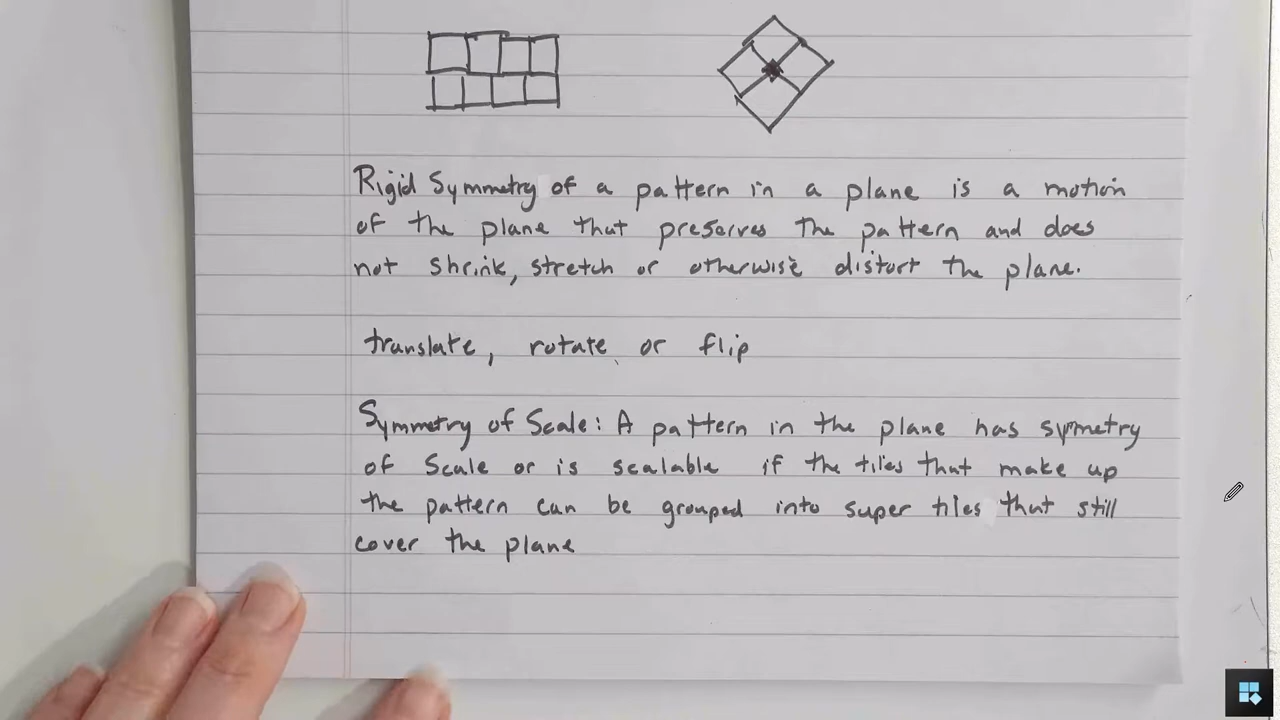 Rigid Symmetry of a pattern in a plane is a motion
of the plane that preserves the pattern and does
not shrink, stretch or otherwise distort the plane.
translate, rotate, or flip
Symmetry of Scale: A pattern in the plane has symmetry
of Scale or is scalable if the tiles that make up
the pattern can be grouped into super tiles that still
cover the plane